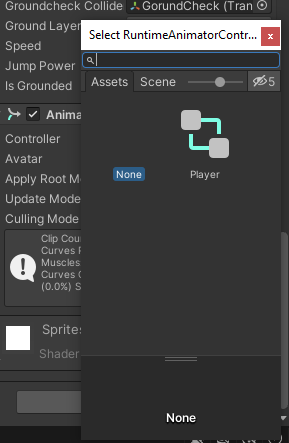 Groundcheck Collide
GorundCheck (Tran
Ground Layer
Speed
Jump Power
Is Grounded
Select RuntimeAnimatorContr... x
Assets Scene 5
None
Player
Anima
Controller
Avatar
Apply Root M
Update Mode
Culling Mode
Clip Cou
Curves P
Muscles
Curves C
(0.0%) S
Sprites
Shader
None